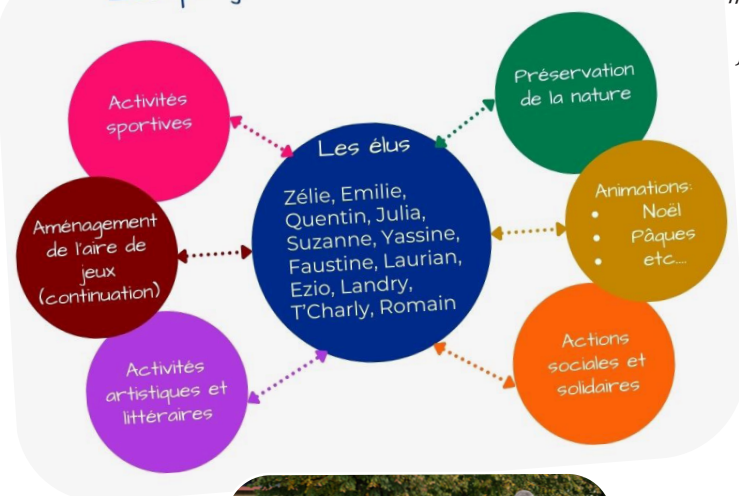 Activités
sportives
Préservation
de la nature
Les élus
Zélie, Emilie,
Quentin, Julia,
Suzanne, Yassine,
Faustine, Laurian,
Ezio, Landry,
T'Charly, Romain
Aménagement
de l'aire de
jeux
(continuation)
Animations:
• Noël
• Pâques
• etc....
Activités
artistiques et
littéraires
Actions
sociales et
solidaires